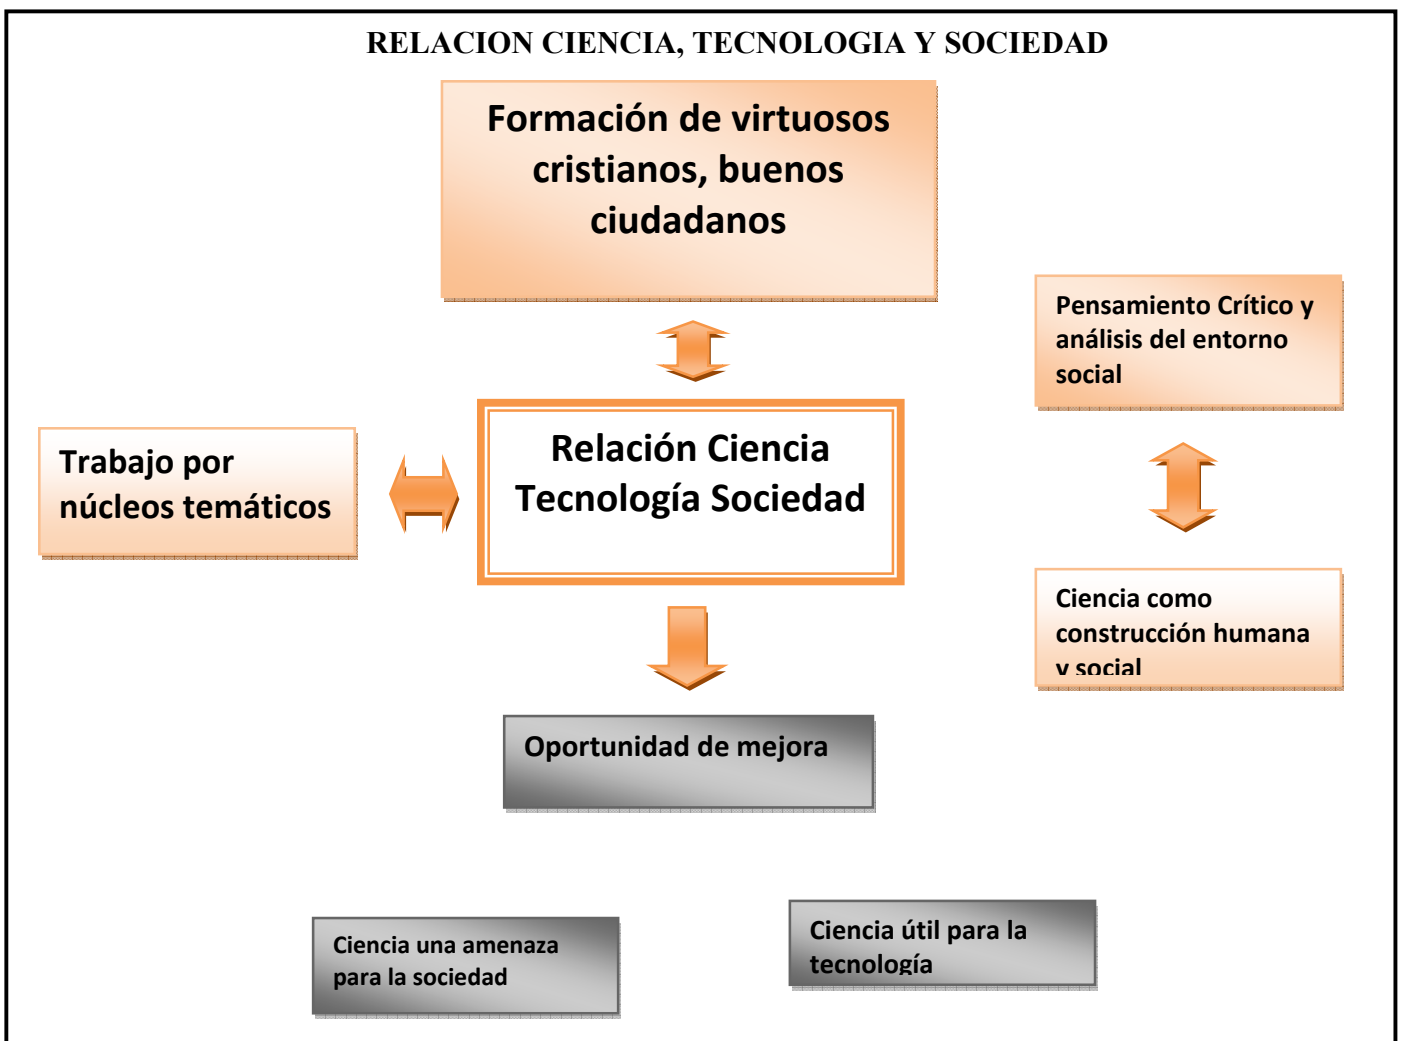 RELACION CIENCIA, TECNOLOGIA Y SOCIEDAD
Formación de virtuosos
cristianos, buenos
ciudadanos
Pensamiento Crítico y
análisis del entorno
social
Trabajo por
núcleos temáticos
Relación Ciencia
Tecnología Sociedad
Ciencia como
construcción humana
y social
Oportunidad de mejora
Ciencia una amenaza
para la sociedad
Ciencia útil para la
tecnología